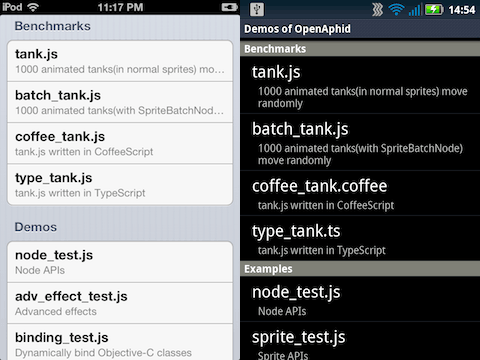 iPod 11:17 PM
Benchmarks
tank.js
1000 animated tanks(in normal sprites) mo…
batch_tank.js
1000 animated tanks(with SpriteBatchNode…
coffee_tank.js
tank.js written in CoffeeScript
type_tank.js
tank.js written in TypeScript
Demos
node_test.js
Node APIs
adv_effect_test.js
Advanced effects
binding_test.js
Dynamically bind Objective-C classes
14:54
Demos of OpenAphid
Benchmarks
tank.js
1000 animated tanks(in normal sprites) move
randomly
batch_tank.js
1000 animated tanks(with SpriteBatchNode)
move randomly
coffee_tank.coffee
tank.js written in CoffeeScript
type_tank.ts
tank.js written in TypeScript
Examples
node_test.js
Node APIs
sprite_test.js
Sprite APIs